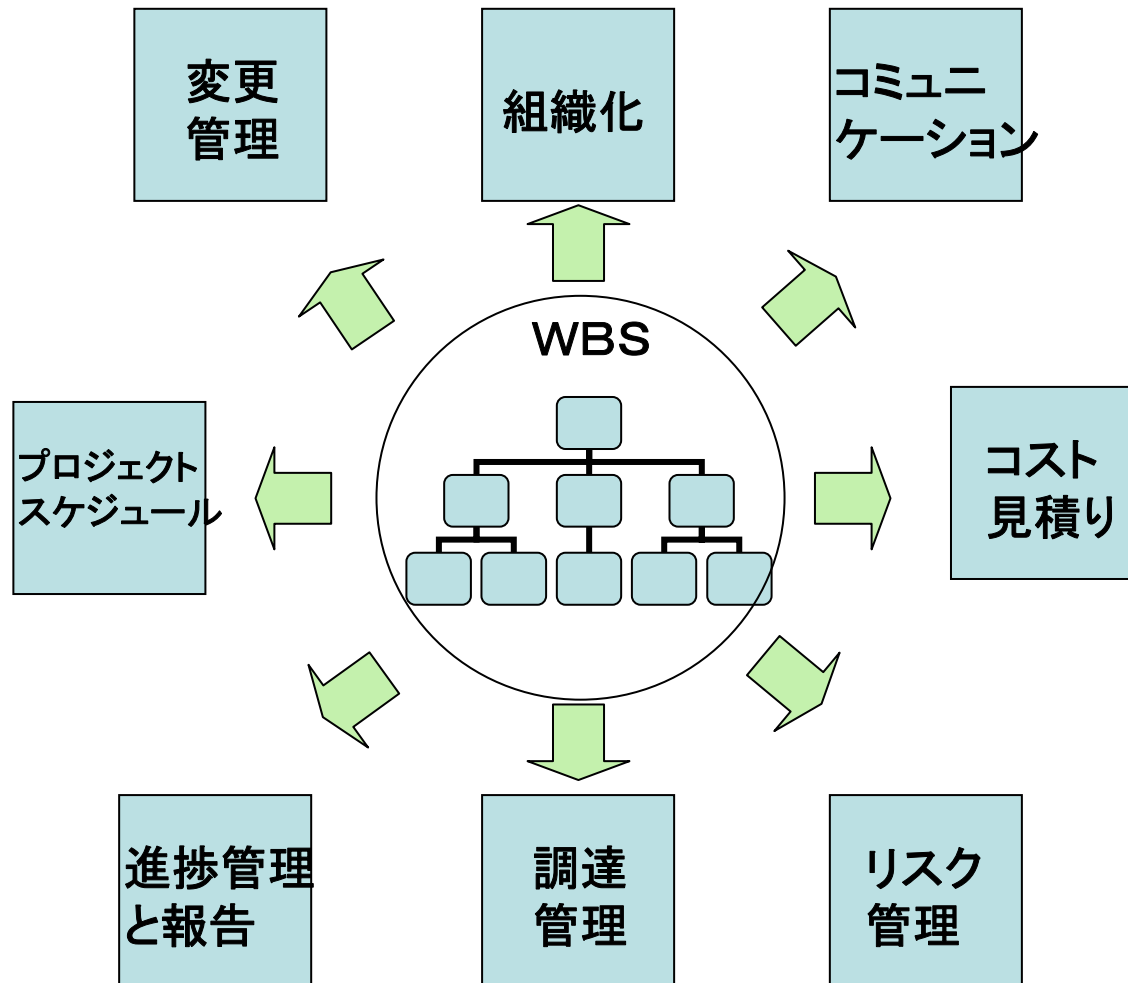 変更
管理
組織化
コミュニ
ケーション
WBS
プロジェクト
スケジュール
コスト
見積り
進捗管理
と報告
調達
管理
リスク
管理